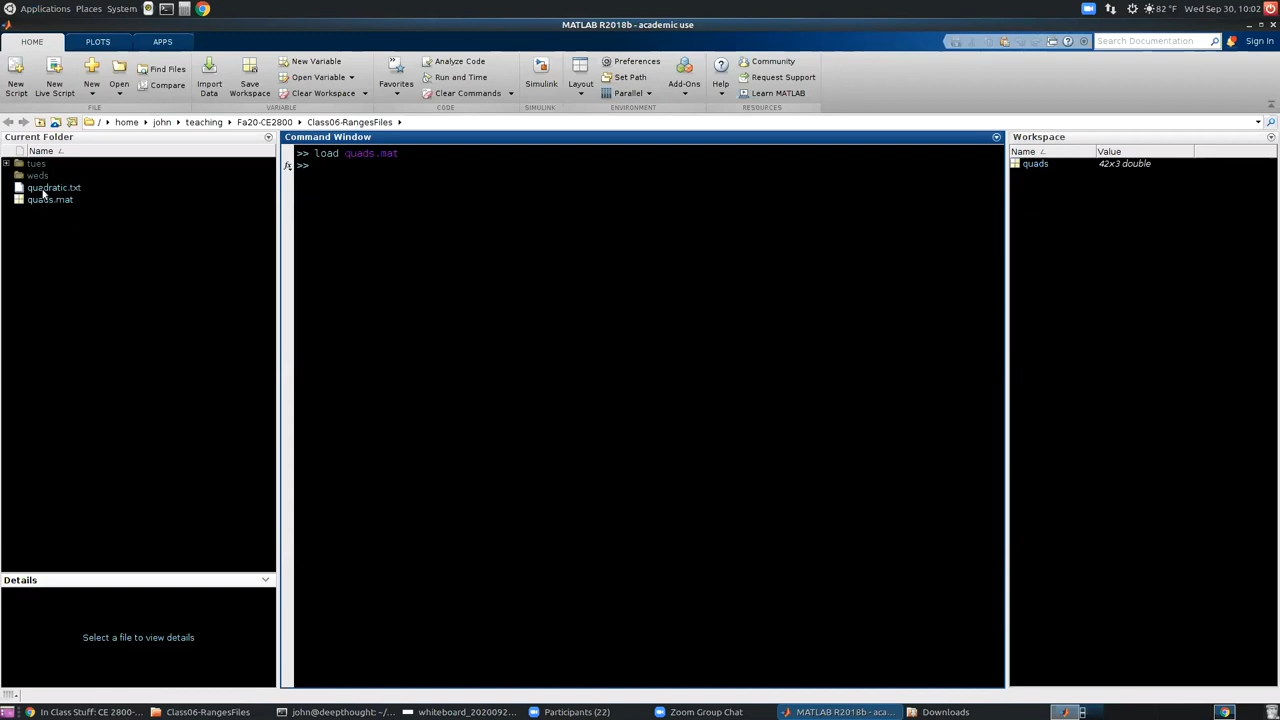 Applications Places System
82 °F Wed Sep 30, 10:02
MATLAB R2018b - academic use
HOME PLOTS APPS
Search Documentation
Sign In
New Script
New Live Script
New
Open
Find Files
Compare
Import Data
Save Workspace
New Variable
Open Variable
Clear Workspace
Favorites
Analyze Code
Run and Time
Clear Commands
Simulink
Layout
Preferences
Set Path
Parallel
Add-Ons
Help
Community
Request Support
Learn MATLAB
FILE VARIABLE CODE SIMULINK ENVIRONMENT RESOURCES
/ home john teaching Fa20-CE2800 Class06-RangesFiles
Current Folder
Name
tues
weds
quadratic.txt
quads.mat
Details
Select a file to view details
Command Window
>> load quads.mat
fx >>
Workspace
Name Value
quads 42x3 double
In Class Stuff: CE 2800-...
Class06-RangesFiles
john@deepthought: ~/...
whiteboard_2020092...
Participants (22)
Zoom Group Chat
MATLAB R2018b - aca...
Downloads